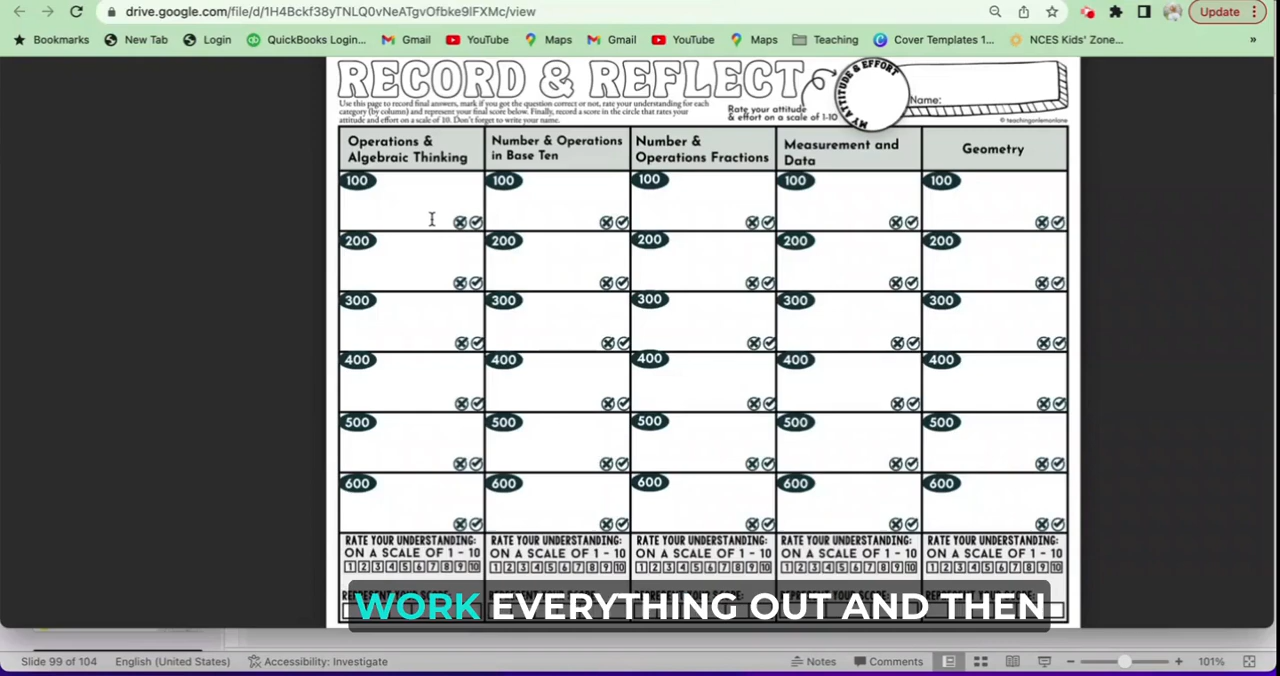 drive.google.com/file/d/1H4Bckf38yTNLQ0vNeATgvOfbke9lFXMc/view
Update
Bookmarks New Tab Login QuickBooks Login... Gmail YouTube Maps Gmail YouTube Maps Teaching Cover Templates 1... NCES Kids' Zone... »
RECORD & REFLECT
Use this page to record final answers, mark if you got the question correct or not, rate your understanding for each
category (by column) and represent your final score below. Finally, record a score in the circle that rates your
attitude and effort on a scale of 10. Don't forget to write your name.
Rate your attitude
& effort on a scale of 1-10
MY ATTITUDE & EFFORT
Name:
© teachingonlemonlane
Operations &
Algebraic Thinking
Number & Operations
in Base Ten
Number &
Operations Fractions
Measurement and
Data
Geometry
100 100 100 100 100
200 200 200 200 200
300 300 300 300 300
400 400 400 400 400
500 500 500 500 500
600 600 600 600 600
RATE YOUR UNDERSTANDING: RATE YOUR UNDERSTANDING: RATE YOUR UNDERSTANDING: RATE YOUR UNDERSTANDING: RATE YOUR UNDERSTANDING:
ON A SCALE OF 1 - 10 ON A SCALE OF 1 - 10 ON A SCALE OF 1 - 10 ON A SCALE OF 1 - 10 ON A SCALE OF 1 - 10
1 2 3 4 5 6 7 8 9 10 1 2 3 4 5 6 7 8 9 10 1 2 3 4 5 6 7 8 9 10 1 2 3 4 5 6 7 8 9 10 1 2 3 4 5 6 7 8 9 10
WORK EVERYTHING OUT AND THEN
Slide 99 of 104 English (United States) Accessibility: Investigate Notes Comments 101%